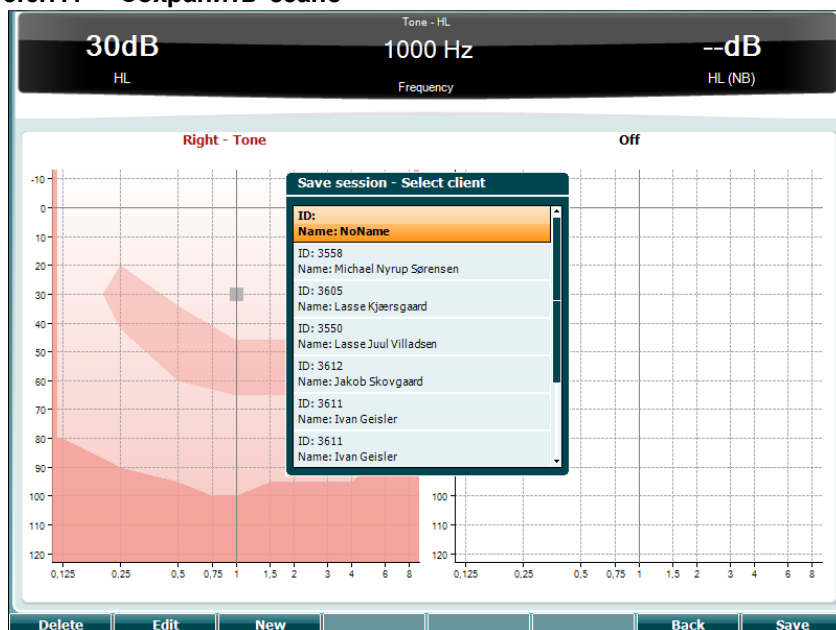 Сохранить сеанс
Tone - HL
30dB 1000 Hz --dB
HL HL (NB)
Frequency
Right - Tone Off
Save session - Select client
ID:
Name: NoName
ID: 3558
Name: Michael Nyrup Sørensen
ID: 3605
Name: Lasse Kjærsgaard
ID: 3550
Name: Lasse Juul Villadsen
ID: 3612
Name: Jakob Skovgaard
ID: 3611
Name: Ivan Geisler
ID: 3611
Name: Ivan Geisler
-10
0
10
20
30
40
50
60
70
80
90
100 100
110 110
120 120
0,125 0,25 0,5 0,75 1 1,5 2 3 4 6 8 0,125 0,25 0,5 0,75 1 1,5 2 3 4 6 8
Delete Edit New Back Save